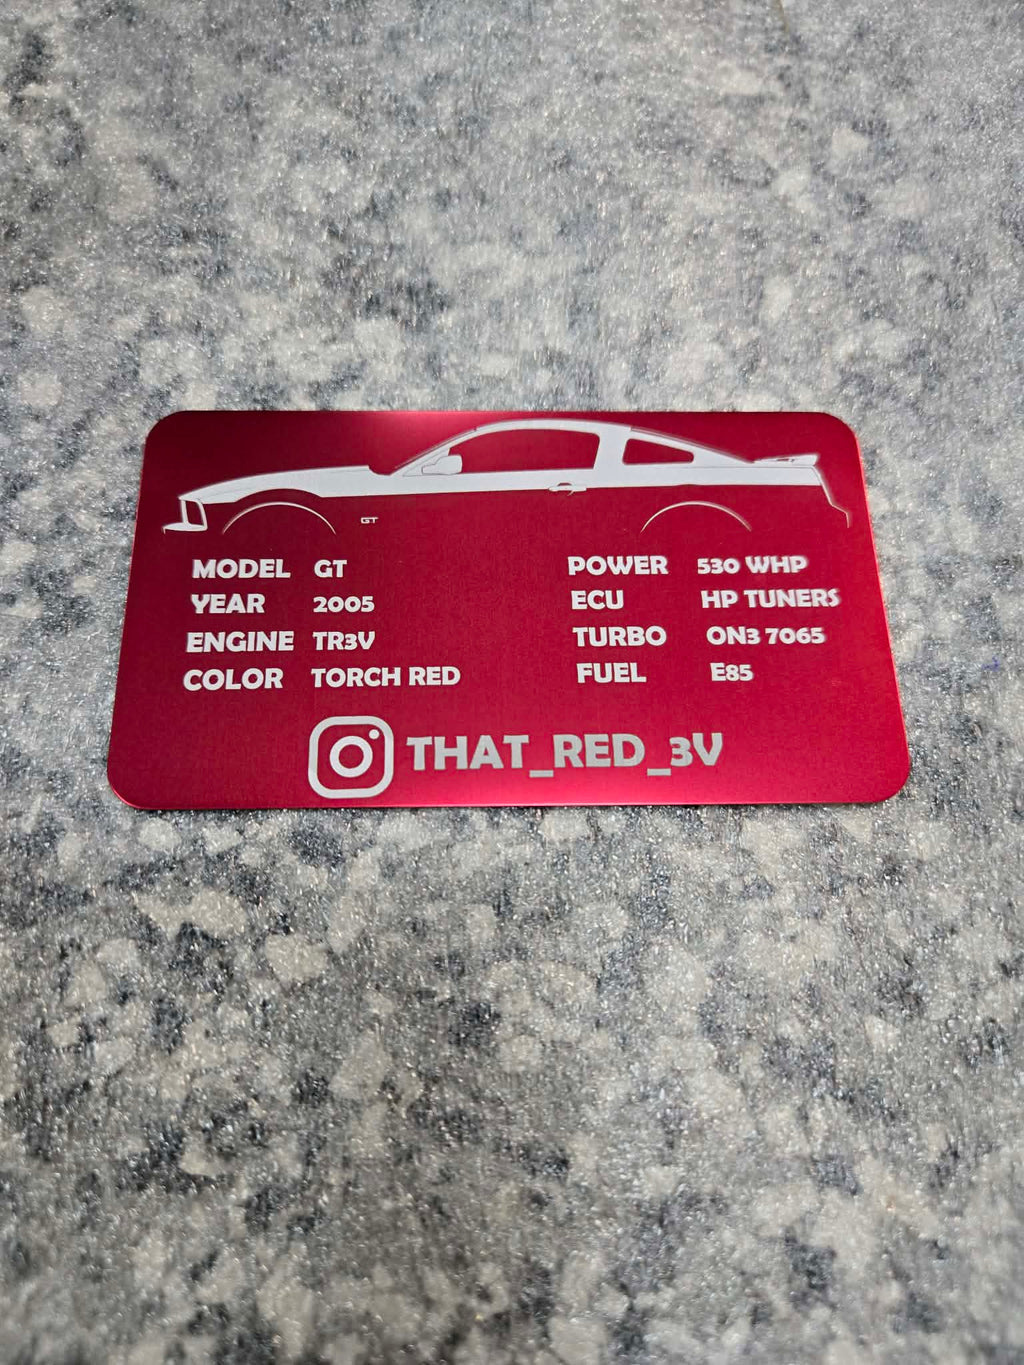 GT
MODEL GT POWER 530 WHP
YEAR 2005 ECU HP TUNERS
ENGINE TR3V TURBO ON3 7065
COLOR TORCH RED FUEL E85
THAT_RED_3V